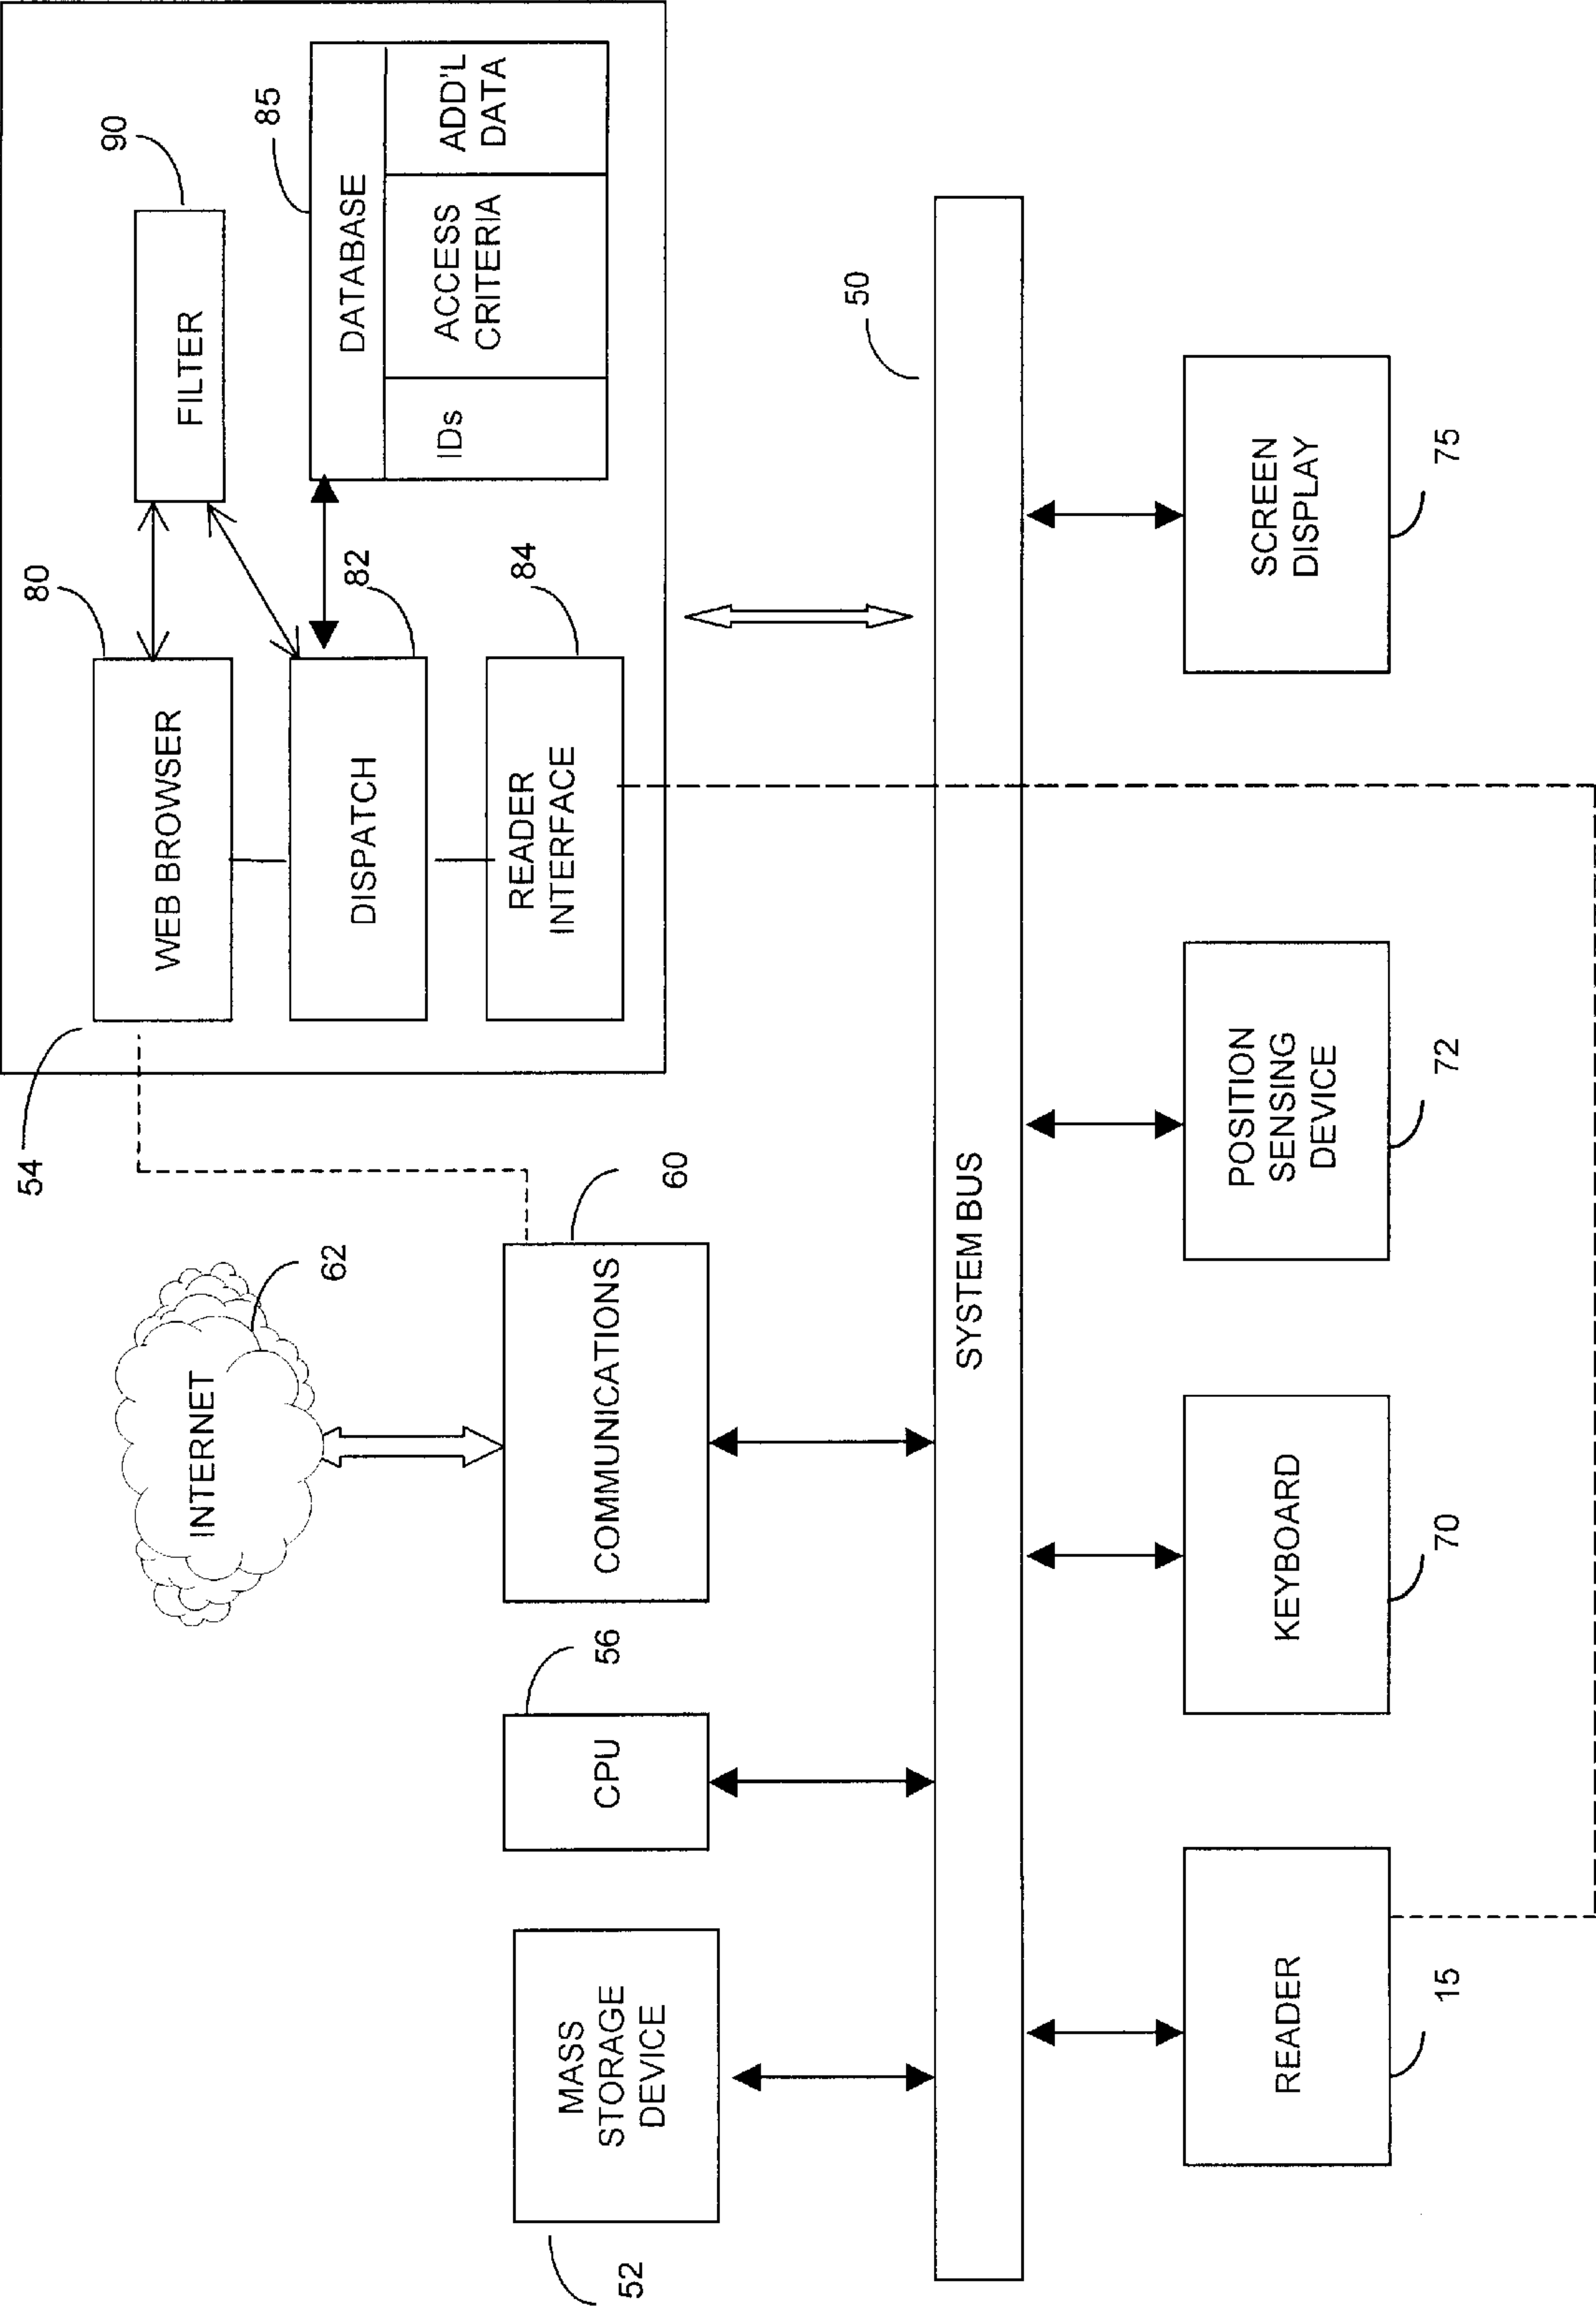 54
80
WEB BROWSER
90
FILTER
82
DISPATCH
85
DATABASE
IDs
ACCESS
CRITERIA
ADD'L
DATA
84
READER
INTERFACE
INTERNET
62
52
MASS
STORAGE
DEVICE
56
CPU
60
COMMUNICATIONS
50
SYSTEM BUS
READER
15
KEYBOARD
70
POSITION
SENSING
DEVICE
72
SCREEN
DISPLAY
75